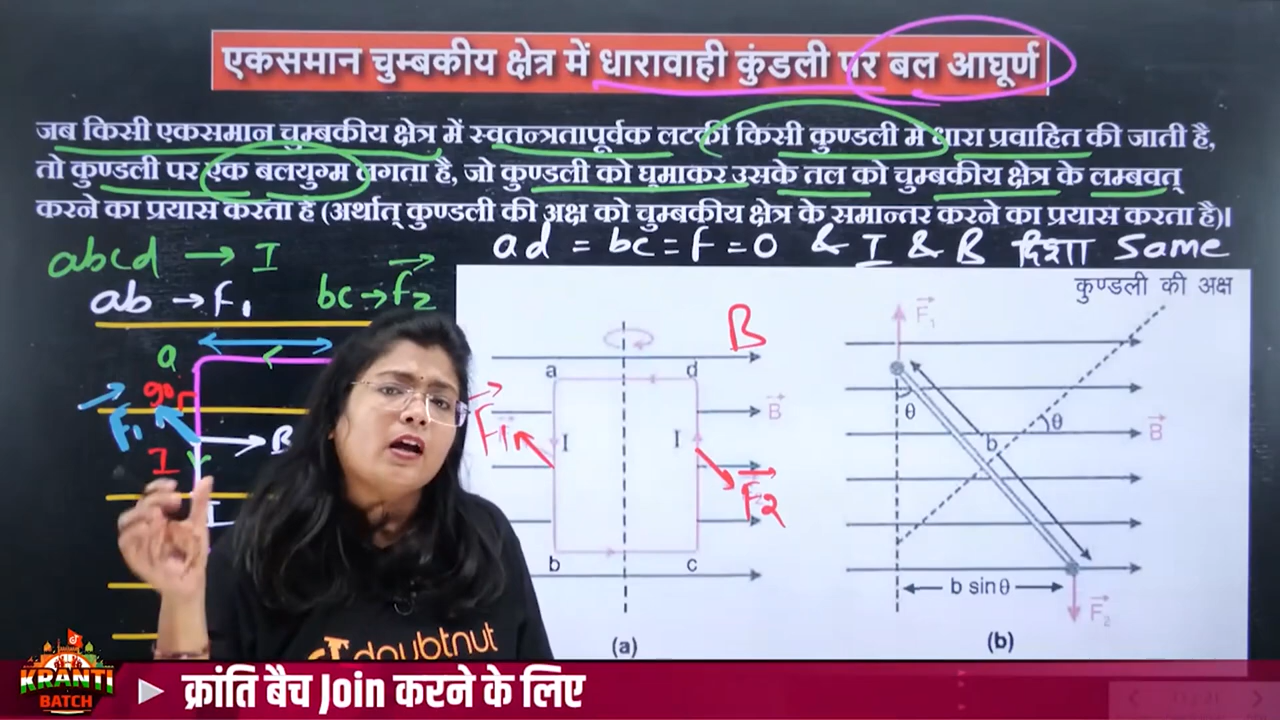 एकसमान चुम्बकीय क्षेत्र में धारावाही कुंडली पर बल आघूर्ण
जब किसी एकसमान चुम्बकीय क्षेत्र में स्वतन्त्रतापूर्वक लटकी किसी कुण्डली में धारा प्रवाहित की जाती है,
तो कुण्डली पर एक बलयुग्म लगता है, जो कुण्डली को घुमाकर उसके तल को चुम्बकीय क्षेत्र के लम्बवत्
करने का प्रयास करता है (अर्थात् कुण्डली की अक्ष को चुम्बकीय क्षेत्र के समान्तर करने का प्रयास करता है)।
abcd → I
ad = bc = f = 0 & I & B दिशा Same
ab → F₁
bc → F₂
कुण्डली की अक्ष
a
90
F₁
B
I
I
B
a
d
B
F₁
I
I
F₂
b
c
(a)
F₁
θ
θ
b
B
b sinθ
F₂
(b)
doubtnut
KRANTI
BATCH
क्रांति बैच Join करने के लिए